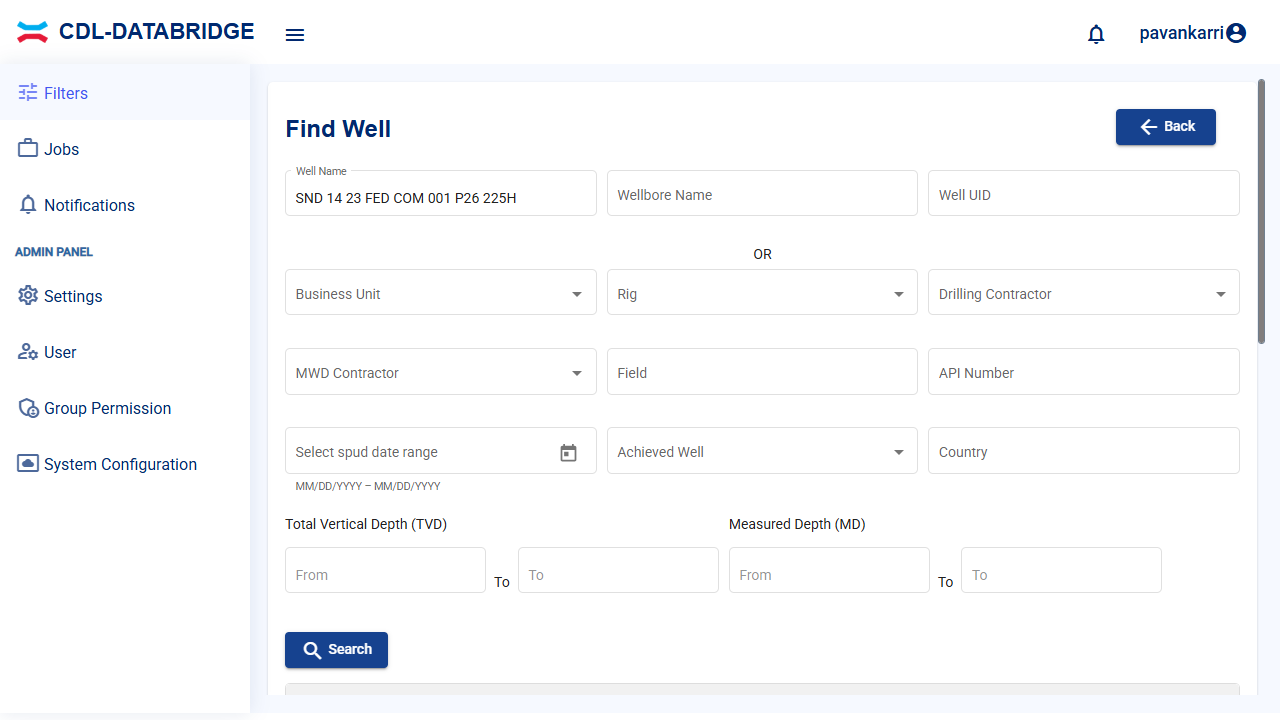 CDL-DATABRIDGE
pavankarri
Filters
Jobs
Notifications
ADMIN PANEL
Settings
User
Group Permission
System Configuration
Find Well
Back
Well Name
SND 14 23 FED COM 001 P26 225H
Wellbore Name
Well UID
OR
Business Unit
Rig
Drilling Contractor
MWD Contractor
Field
API Number
Select spud date range
Achieved Well
Country
MM/DD/YYYY – MM/DD/YYYY
Total Vertical Depth (TVD)
Measured Depth (MD)
From
To
To
From
To
To
Search